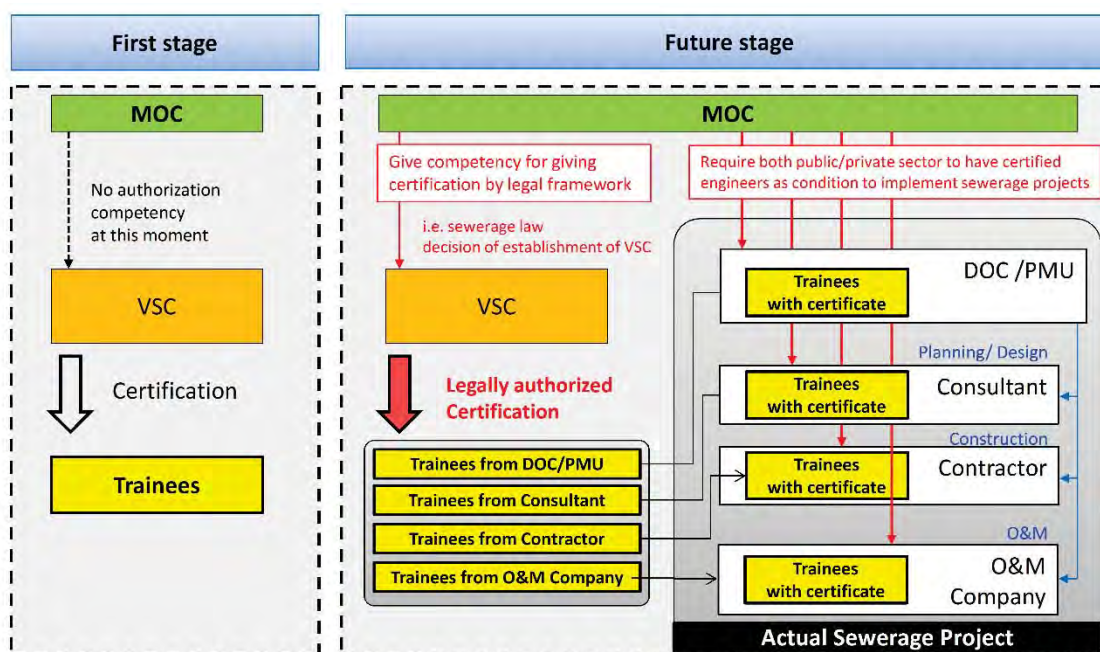 First stage
Future stage
MOC
No authorization
competency
at this moment
VSC
Certification
Trainees
MOC
Give competency for giving
certification by legal framework
i.e. sewerage law
decision of establishment of VSC
VSC
Legally authorized
Certification
Trainees from DOC/PMU
Trainees from Consultant
Trainees from Contractor
Trainees from O&M Company
Require both public/private sector to have certified
engineers as condition to implement sewerage projects
DOC /PMU
Trainees
with certificate
Planning/ Design
Consultant
Trainees
with certificate
Construction
Contractor
Trainees
with certificate
O&M
O&M
Company
Trainees
with certificate
Actual Sewerage Project